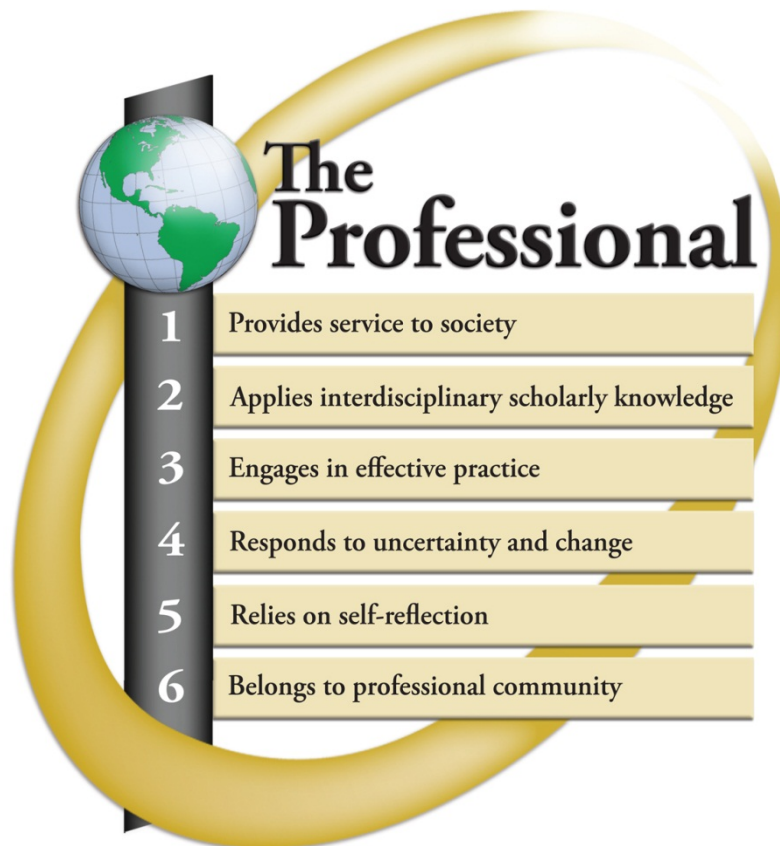 The
Professional
1 Provides service to society
2 Applies interdisciplinary scholarly knowledge
3 Engages in effective practice
4 Responds to uncertainty and change
5 Relies on self-reflection
6 Belongs to professional community